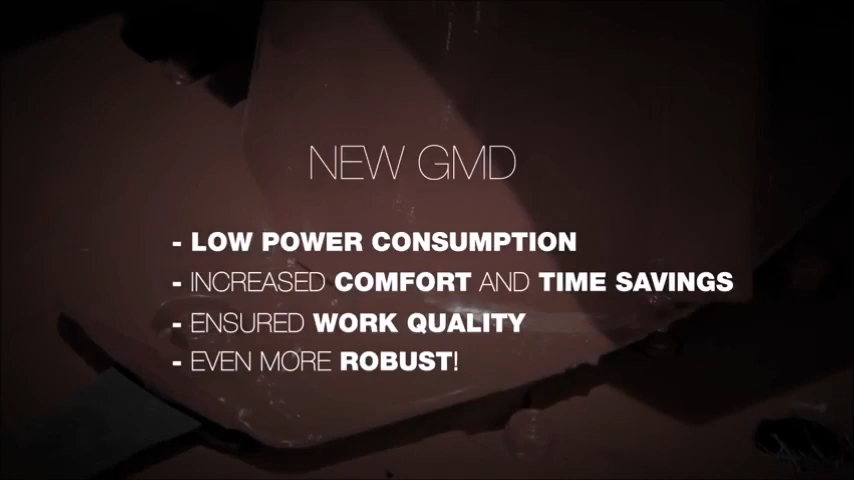 NEW GMD
- LOW POWER CONSUMPTION
- INCREASED COMFORT AND TIME SAVINGS
- ENSURED WORK QUALITY
- EVEN MORE ROBUST!